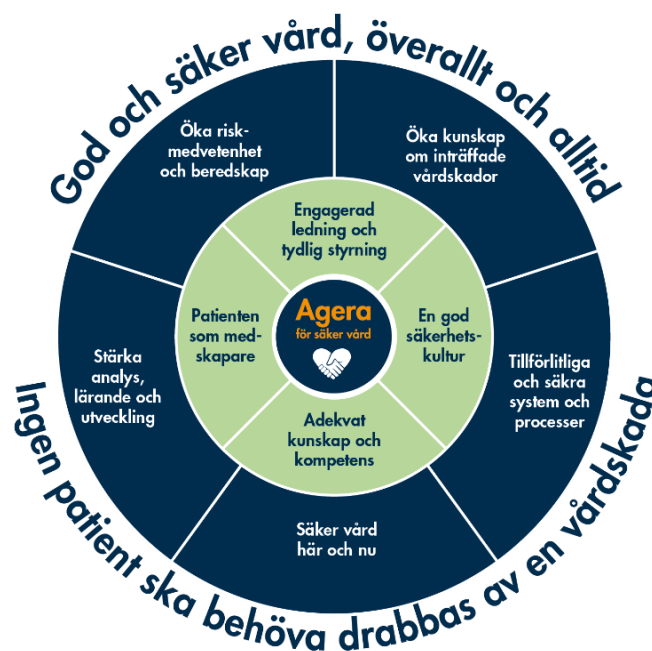 God och säker vård, överallt och alltid
Öka risk-
medvetenhet
och beredskap
Öka kunskap
om inträffade
vårdskador
Engagerad
ledning och
tydlig styrning
Patienten
som med-
skapare
Agera
för säker vård
En god
säkerhets-
kultur
Stärka
analys,
lärande och
utveckling
Tillförlitliga
och säkra
system och
processer
Adekvat
kunskap och
kompetens
Säker vård
här och nu
Ingen patient ska behöva drabbas av en vårdskada